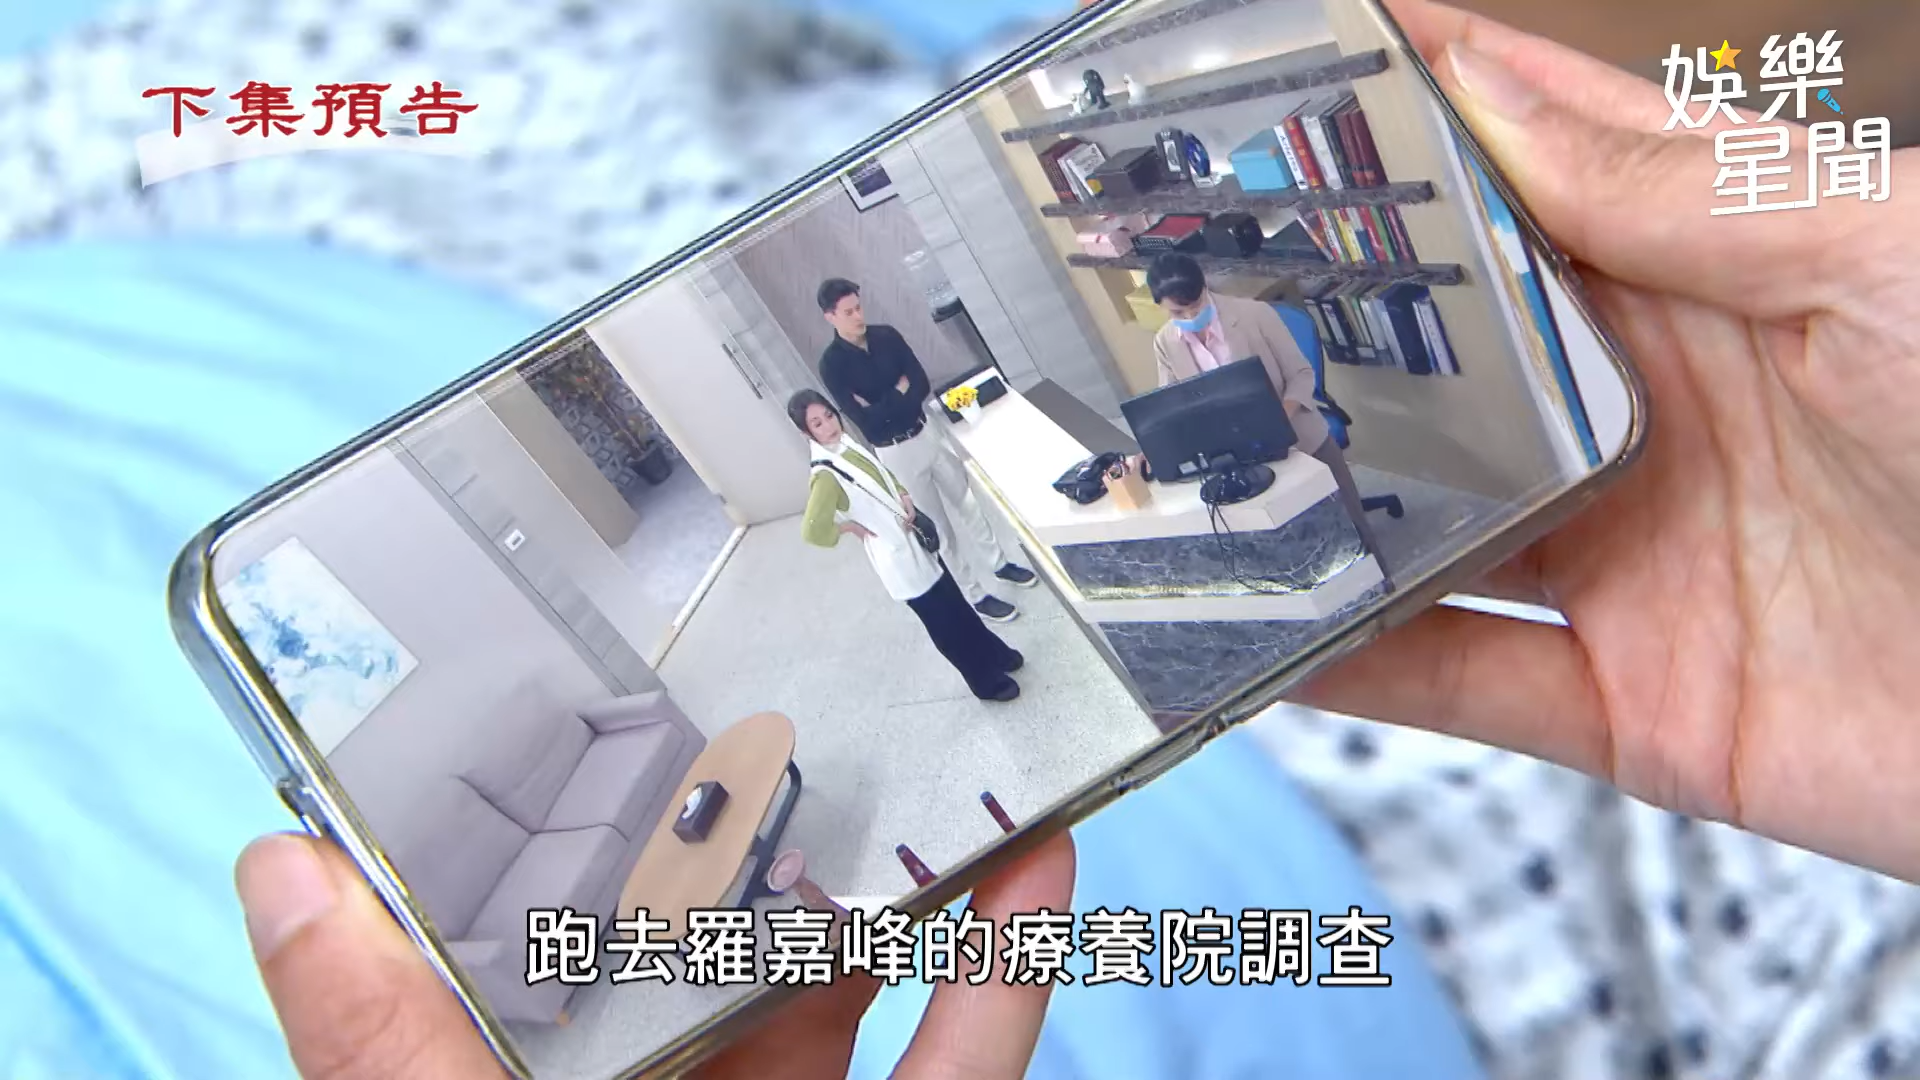 下集預告
娛樂
星聞
跑去羅嘉峰的療養院調查